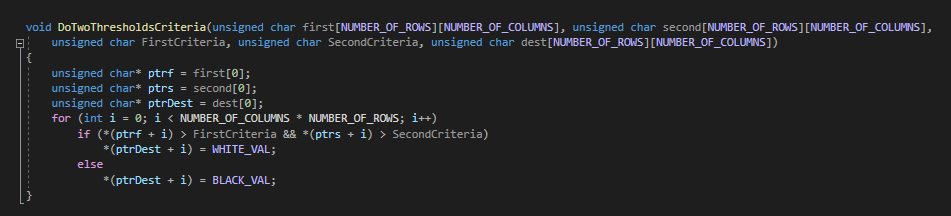 void DoTwoThresholdsCriteria(unsigned char first[NUMBER_OF_ROWS][NUMBER_OF_COLUMNS], unsigned char second[NUMBER_OF_ROWS][NUMBER_OF_COLUMNS],
    unsigned char FirstCriteria, unsigned char SecondCriteria, unsigned char dest[NUMBER_OF_ROWS][NUMBER_OF_COLUMNS])
{
    unsigned char* ptrf = first[0];
    unsigned char* ptrs = second[0];
    unsigned char* ptrDest = dest[0];
    for (int i = 0; i < NUMBER_OF_COLUMNS * NUMBER_OF_ROWS; i++)
        if (*(ptrf + i) > FirstCriteria && *(ptrs + i) > SecondCriteria)
            *(ptrDest + i) = WHITE_VAL;
        else
            *(ptrDest + i) = BLACK_VAL;
}